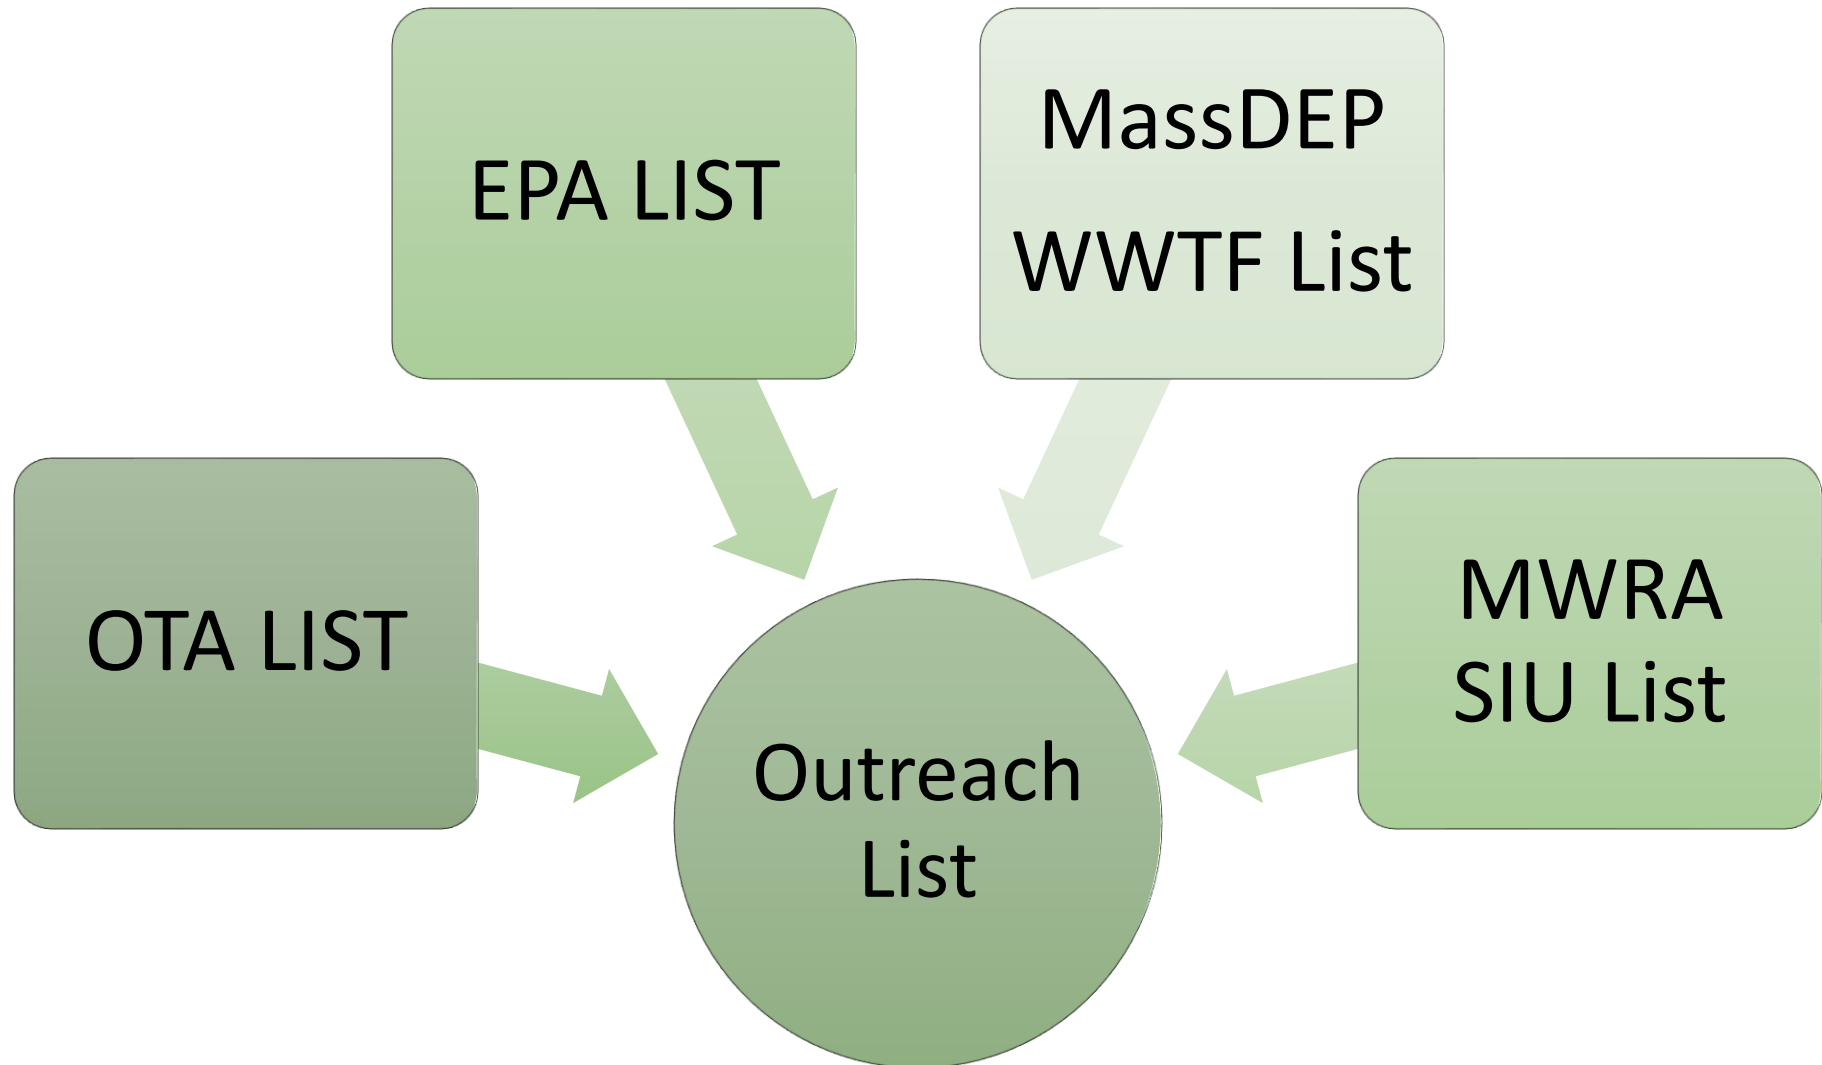 EPA LIST
MassDEP
WWTF List
OTA LIST
MWRA
SIU List
Outreach
List